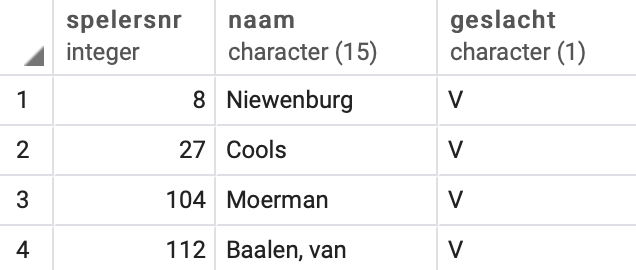 spelersnr naam geslacht
integer character (15) character (1)
1 8 Niewenburg V
2 27 Cools V
3 104 Moerman V
4 112 Baalen, van V